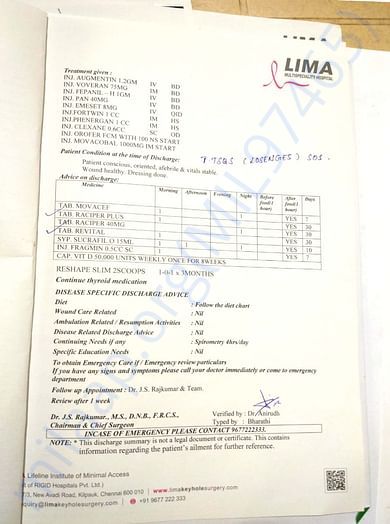 LIMA
MULTISPECIALITY HOSPITAL
Treatment given :
INJ. AUGMENTIN 1.2GM IV BD
INJ. VOVERAN 75MG IM BD
INJ. FEPANIL – H 1GM IV BD
INJ. PAN 40MG IV BD
INJ. EMESET 8MG IV QID
INJ.FORTWIN 1 CC IM HS
INJ.PHENERGAN 1 CC IM HS
INJ. CLEXANE 0.6CC SC OD
INJ. OROFER FCM WITH 100 NS START
INJ. MOVACOBAL 1000MG IM START
Patient Condition at the time of Discharge:
Patient conscious, oriented, afebrile & vitals stable.
Wound healthy. Dressing done.
(LOSENGES) SOS.
Advice on discharge:
Medicine Morning Afternoon Evening Night Before food(1 hour) After food(1 hour) Days
TAB. MOVACEF 1 1 YES 7
TAB. RACIPER PLUS 1 YES 30
TAB. RACIPER 40MG 1 YES 30
TAB. REVITAL 1 YES 30
SYP. SUCRAFIL O 15ML 1 1 YES 7
INJ. FRAGMIN 0.5CC SC 1 YES 10
CAP. VIT D 50,000 UNITS WEEKLY ONCE FOR 8WEEKS
RESHAPE SLIM 2SCOOPS 1-0-1 x 3MONTHS
Continue thyroid medication
DISEASE SPECIFIC DISCHARGE ADVICE
Diet : Follow the diet chart
Wound Care Related : Nil
Ambulation Related / Resumption Activities : Nil
Disease Related Discharge Advice : Nil
Continuing Needs if any : Spirometry 4hrs/day
Specific Education Needs : Nil
To obtain Emergency Care if / Emergency review particulars
If you have any signs and symptoms please call your doctor immediately or come to emergency
department
Follow up Appointment : Dr. J.S. Rajkumar & Team.
Review after 1 week
Dr. J.S. Rajkumar., M.S., D.N.B., F.R.C.S., Verified by : Dr. Anirudh
Chairman & Chief Surgeon Typed by : Bharathi
INCASE OF EMERGENCY PLEASE CONTACT 9677222333.
NOTE: * This discharge summary is not a legal document or certificate. This contains
information regarding the patient's ailment for further reference.
Lifeline Institute of Minimal Access
of RIGID Hospitals Pvt. Ltd.)
New Avadi Road, Kilpauk, Chennai 600 010 www.limakeyholesurgery.com
@limakeyholesurgery.com +91 9677 222 333